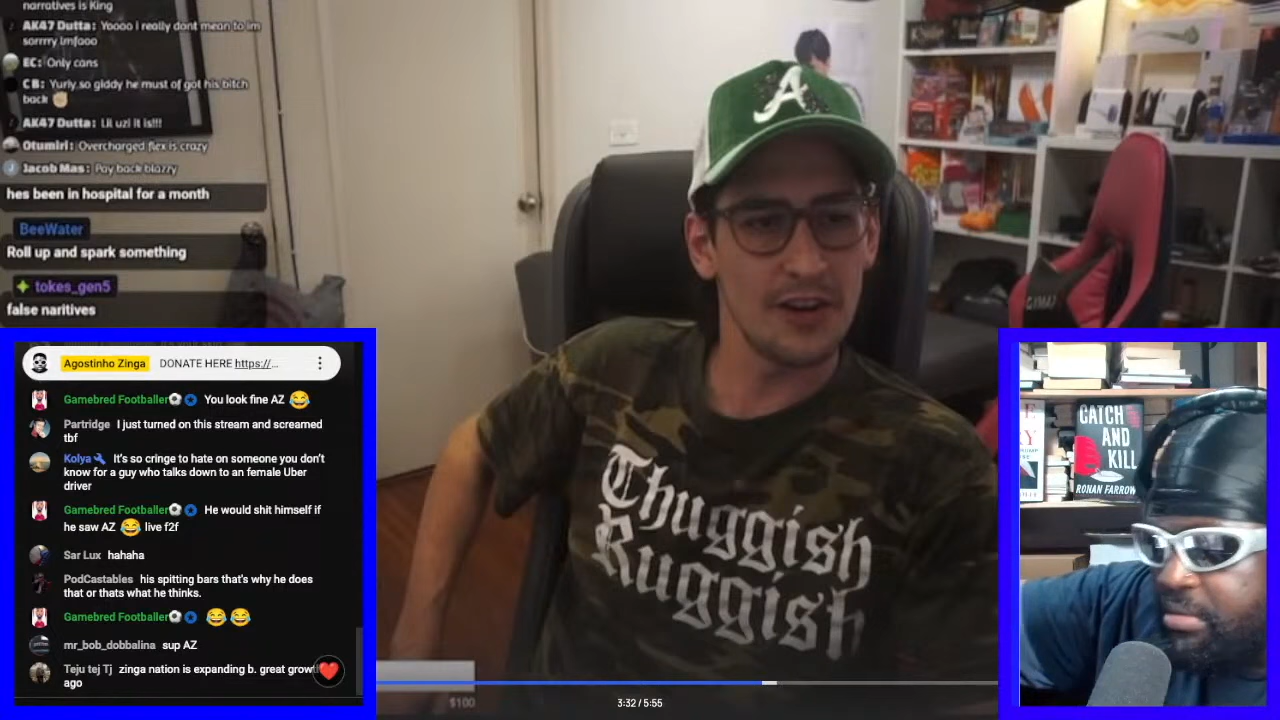 narratives is King
AK47 Dutta: Yoooo i really dont mean to im
sorrry lmfaoo
EC: Only cans
CB: Yurly so giddy he must of got his bitch
back
AK47 Dutta: Lil uzi it is!!!
Otumiri: Overcharged flex is crazy
Jacob Mas: Pay back blazzy
hes been in hospital for a month
BeeWater
Roll up and spark something
tokes_gen5
false naritives
A
Thuggish
Ruggish
Agostinho Zinga DONATE HERE https://...
Gamebred Footballer You look fine AZ
Partridge I just turned on this stream and screamed
tbf
Kolya It's so cringe to hate on someone you don't
know for a guy who talks down to an female Uber
driver
Gamebred Footballer He would shit himself if
he saw AZ live f2f
Sar Lux hahaha
PodCastables his spitting bars that's why he does
that or thats what he thinks.
Gamebred Footballer
mr_bob_dobbalina sup AZ
Teju tej Tj zinga nation is expanding b. great
ago
$100
3:32 / 5:55
CATCH
AND
KILL
RONAN FARROW